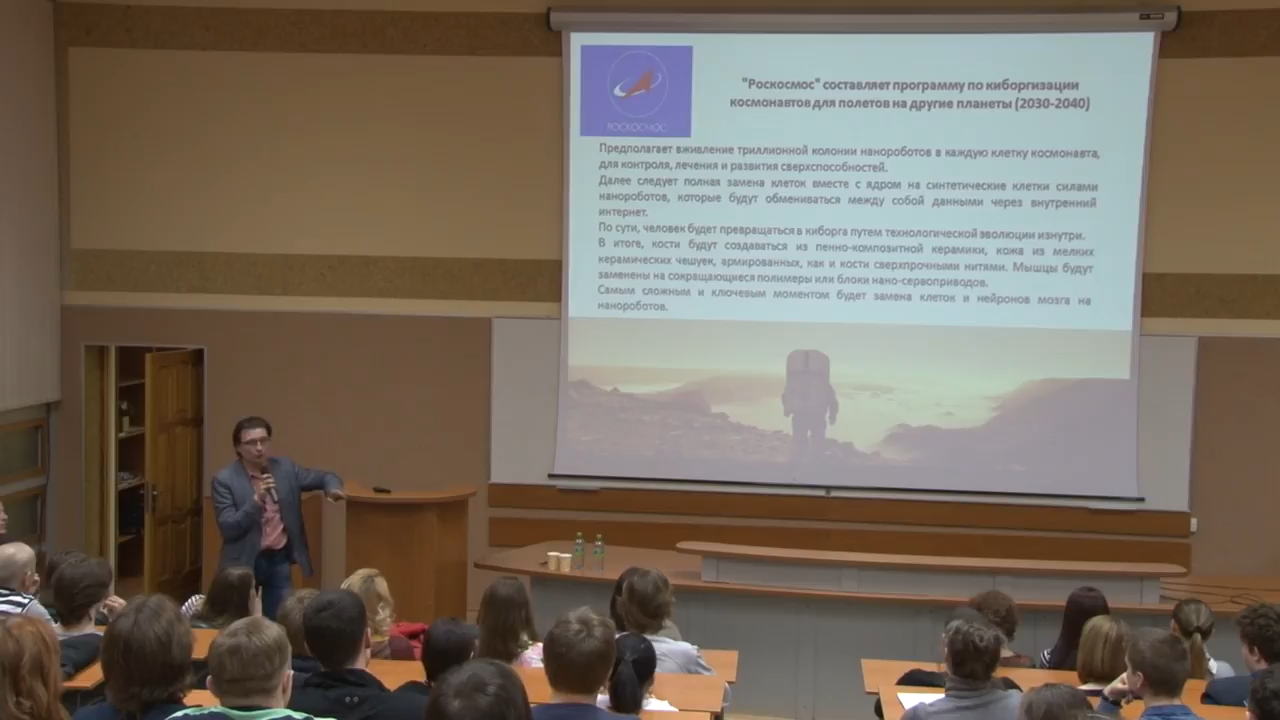 РОСКОСМОС
"Роскосмос" составляет программу по киборгизации
космонавтов для полетов на другие планеты (2030-2040)
Предполагает вживление триллионной колонии нанороботов в каждую клетку космонавта,
для контроля, лечения и развития сверхспособностей.
Далее следует полная замена клеток вместе с ядром на синтетические клетки силами
нанороботов, которые будут обмениваться между собой данными через внутренний
интернет.
По сути, человек будет превращаться в киборга путем технологической эволюции изнутри.
В итоге, кости будут создаваться из пенно-композитной керамики, кожа из мелких
керамических чешуек, армированных, как и кости сверхпрочными нитями. Мышцы будут
заменены на сокращающиеся полимеры или блоки нано-сервоприводов.
Самым сложным и ключевым моментом будет замена клеток и нейронов мозга на
нанороботов.